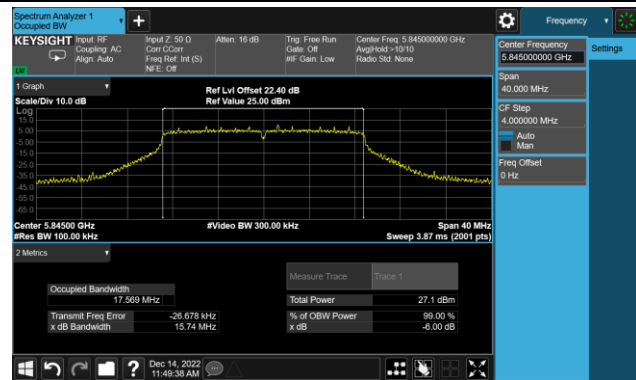 Spectrum Analyzer 1
Occupied BW
Frequency
KEYSIGHT
Input: RF
Coupling: AC
Align: Auto
Input Z: 50 Ω
Corr CCorr
Freq Ref: Int (S)
NFE: Off
Atten: 16 dB
Trig: Free Run
Gate: Off
#IF Gain: Low
Center Freq: 5.845000000 GHz
Avg|Hold:>10/10
Radio Std: None
Center Frequency
5.845000000 GHz
Settings
Span
40.000 MHz
CF Step
4.000000 MHz
Auto
Man
Freq Offset
0 Hz
1 Graph
Scale/Div 10.0 dB
Ref Lvl Offset 22.40 dB
Ref Value 25.00 dBm
Log
15.0
5.00
-5.00
-15.0
-25.0
-35.0
-45.0
-55.0
-65.0
Center 5.84500 GHz
#Res BW 100.00 kHz
#Video BW 300.00 kHz
Span 40 MHz
Sweep 3.87 ms (2001 pts)
2 Metrics
Measure Trace
Trace 1
Occupied Bandwidth
17.569 MHz
Total Power
27.1 dBm
Transmit Freq Error
-26.678 kHz
% of OBW Power
99.00 %
x dB Bandwidth
15.74 MHz
x dB
-6.00 dB
?
Dec 14, 2022
11:49:38 AM